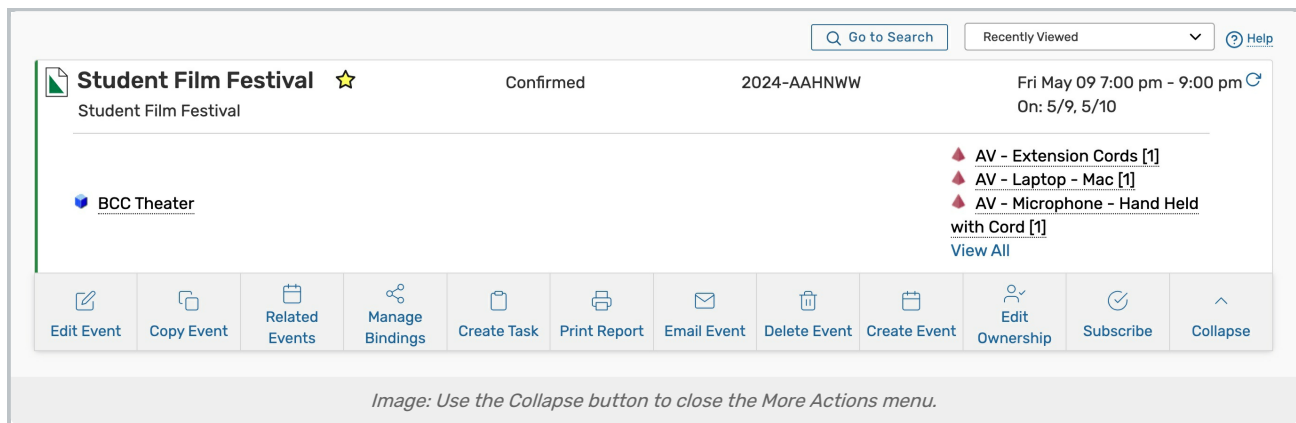 Go to Search
Recently Viewed
Help
Student Film Festival
Confirmed
2024-AAHNWW
Fri May 09 7:00 pm - 9:00 pm
Student Film Festival
On: 5/9, 5/10
BCC Theater
AV - Extension Cords [1]
AV - Laptop - Mac [1]
AV - Microphone - Hand Held
with Cord [1]
View All
Edit Event
Copy Event
Related
Events
Manage
Bindings
Create Task
Print Report
Email Event
Delete Event
Create Event
Edit
Ownership
Subscribe
Collapse
Image: Use the Collapse button to close the More Actions menu.